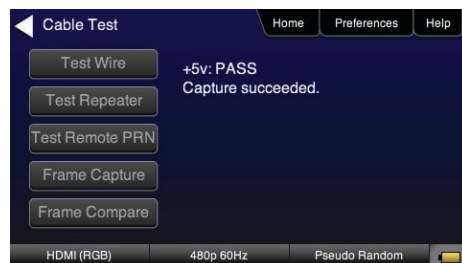 Cable Test
Home
Preferences
Help
Test Wire
Test Repeater
Test Remote PRN
Frame Capture
Frame Compare
+5v: PASS
Capture succeeded.
HDMI (RGB)
480p 60Hz
Pseudo Random